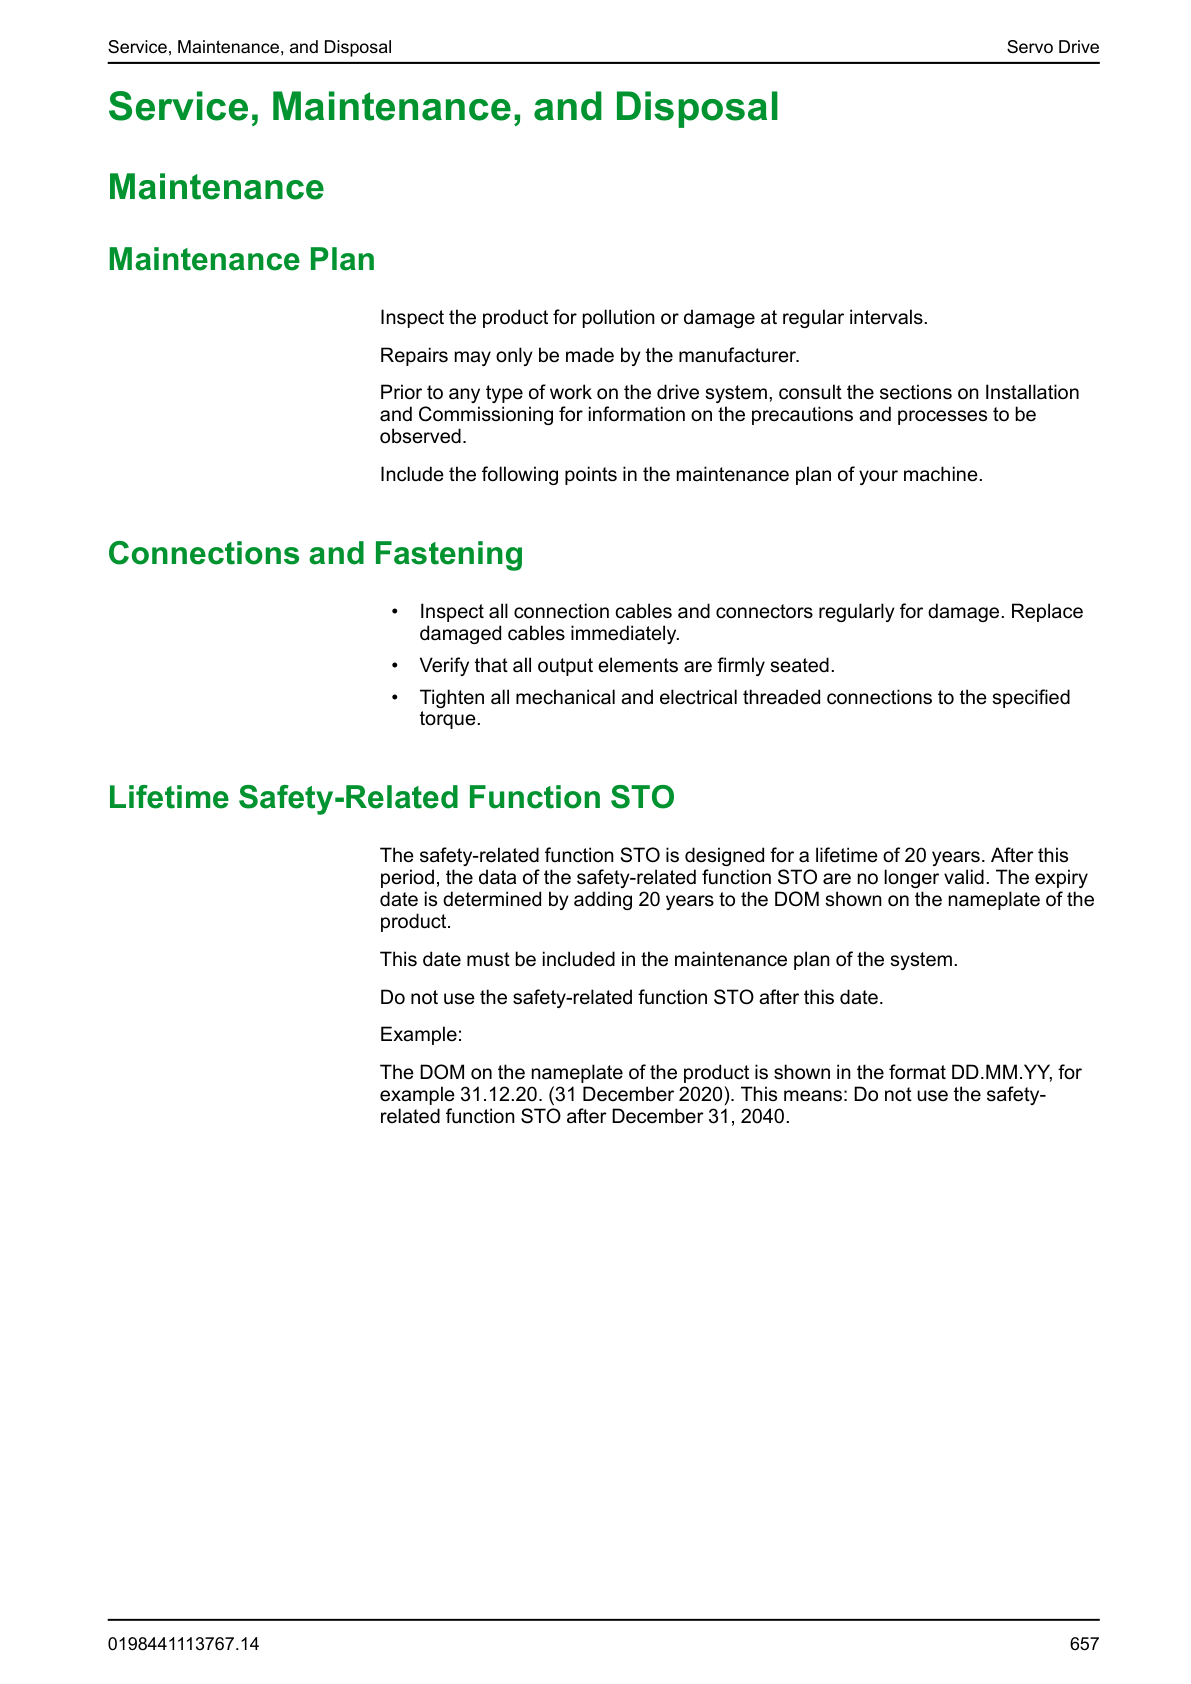 Service, Maintenance, and Disposal
Servo Drive
Service, Maintenance, and Disposal
Maintenance
Maintenance Plan
Inspect the product for pollution or damage at regular intervals.
Repairs may only be made by the manufacturer.
Prior to any type of work on the drive system, consult the sections on Installation
and Commissioning for information on the precautions and processes to be
observed.
Include the following points in the maintenance plan of your machine.
Connections and Fastening
• Inspect all connection cables and connectors regularly for damage. Replace
damaged cables immediately.
• Verify that all output elements are firmly seated.
• Tighten all mechanical and electrical threaded connections to the specified
torque.
Lifetime Safety-Related Function STO
The safety-related function STO is designed for a lifetime of 20 years. After this
period, the data of the safety-related function STO are no longer valid. The expiry
date is determined by adding 20 years to the DOM shown on the nameplate of the
product.
This date must be included in the maintenance plan of the system.
Do not use the safety-related function STO after this date.
Example:
The DOM on the nameplate of the product is shown in the format DD.MM.YY, for
example 31.12.20. (31 December 2020). This means: Do not use the safety-
related function STO after December 31, 2040.
0198441113767.14
657